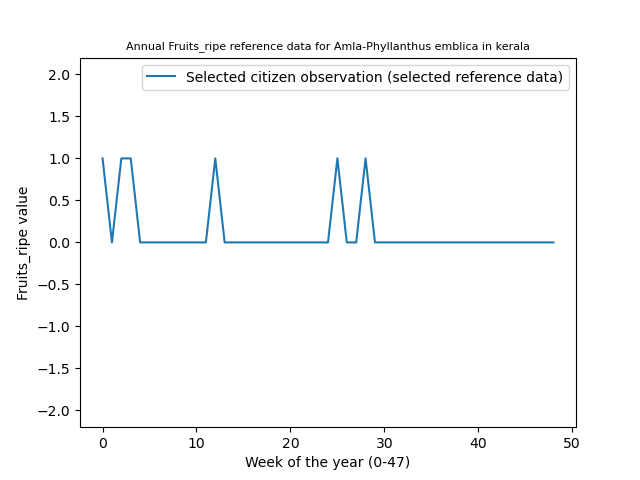 Annual Fruits_ripe reference data for Amla-Phyllanthus emblica in kerala
Selected citizen observation (selected reference data)
2.0
1.5
1.0
0.5
0.0
−0.5
−1.0
−1.5
−2.0
Fruits_ripe value
0 10 20 30 40 50
Week of the year (0-47)